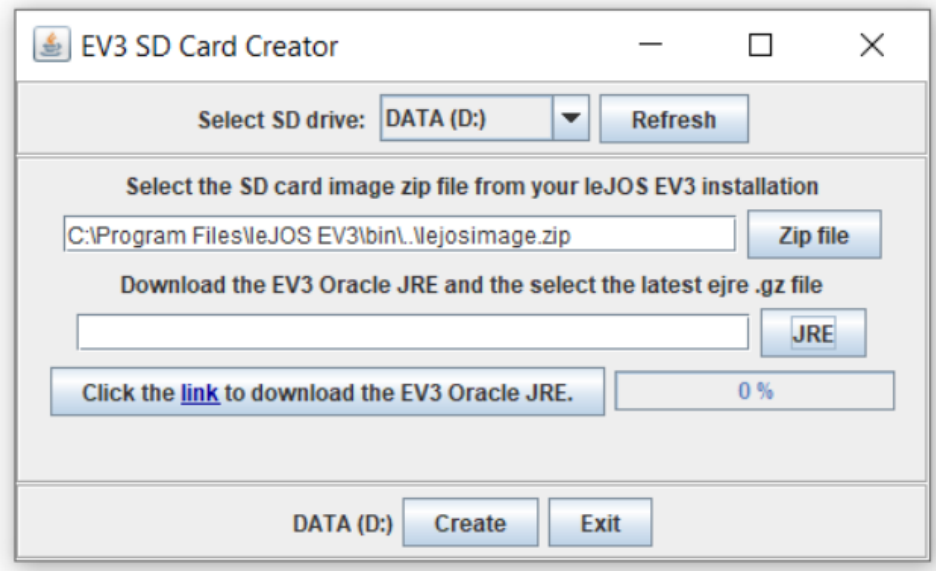 EV3 SD Card Creator
Select SD drive: DATA (D:) Refresh
Select the SD card image zip file from your leJOS EV3 installation
C:\Program Files\leJOS EV3\bin\..\lejosimage.zip Zip file
Download the EV3 Oracle JRE and the select the latest ejre .gz file
JRE
Click the link to download the EV3 Oracle JRE. 0 %
DATA (D:) Create Exit